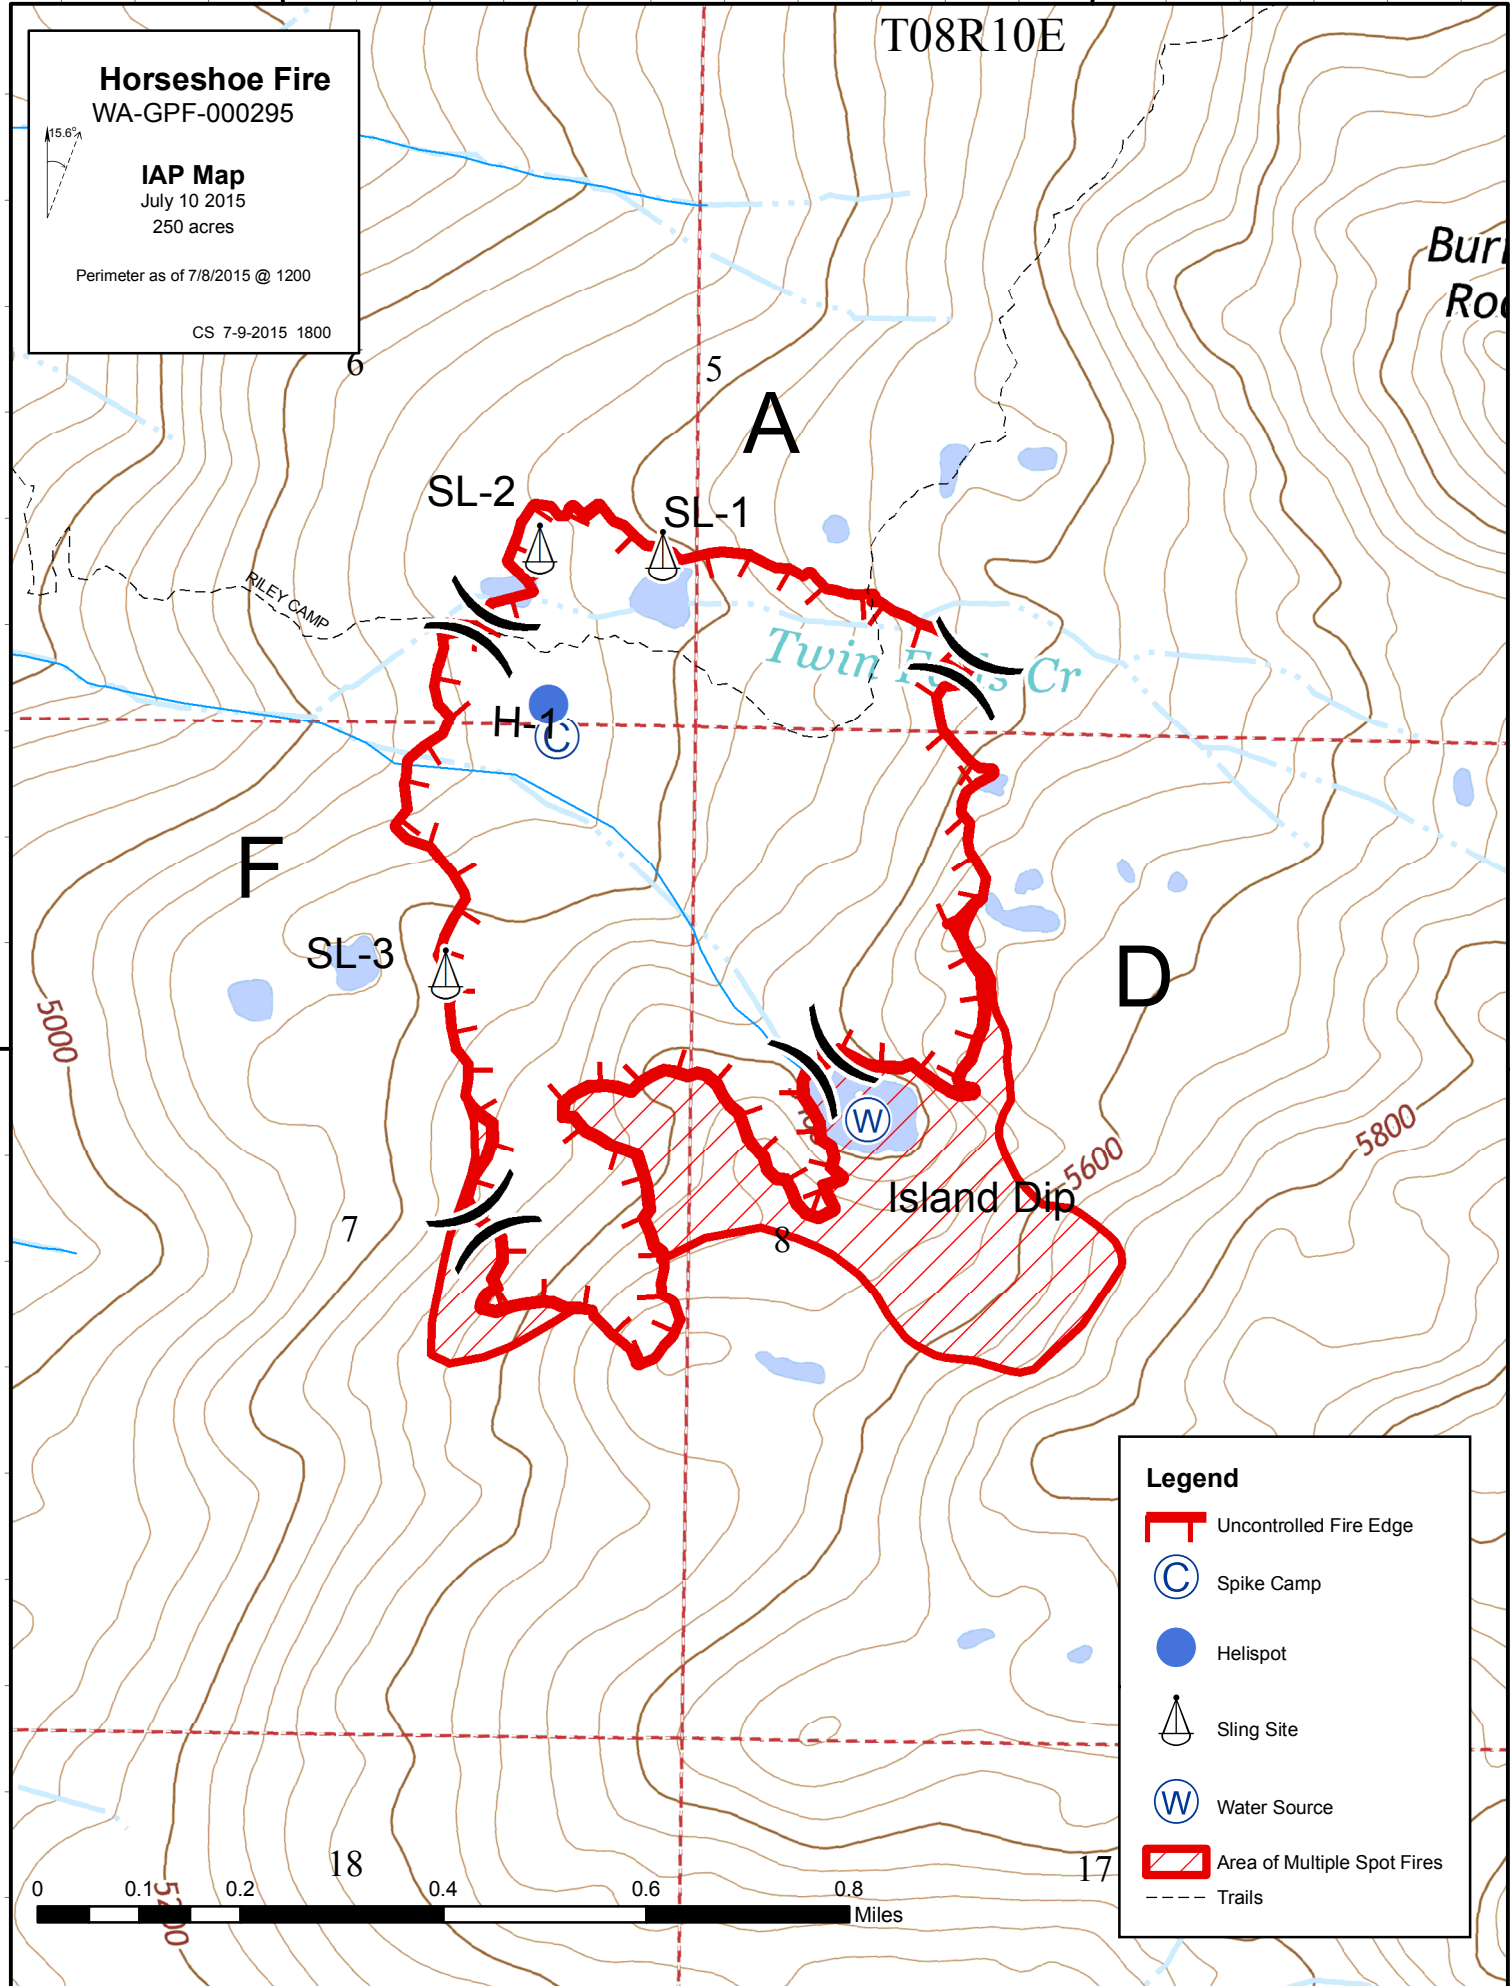 T08R10E
Horseshoe Fire
WA-GPF-000295
15.6°
IAP Map
July 10 2015
250 acres
Perimeter as of 7/8/2015 @ 1200
CS 7-9-2015 1800
6
5
A
SL-2
SL-1
RILEY CAMP
Twin Falls Cr
H-1
C
F
SL-3
D
5000
W
5800
5600
Island Dip
7
8
Legend
Uncontrolled Fire Edge
C
Spike Camp
Helispot
Sling Site
W
Water Source
Area of Multiple Spot Fires
Trails
18
17
0 0.1 0.2 0.4 0.6 0.8
Miles
5200